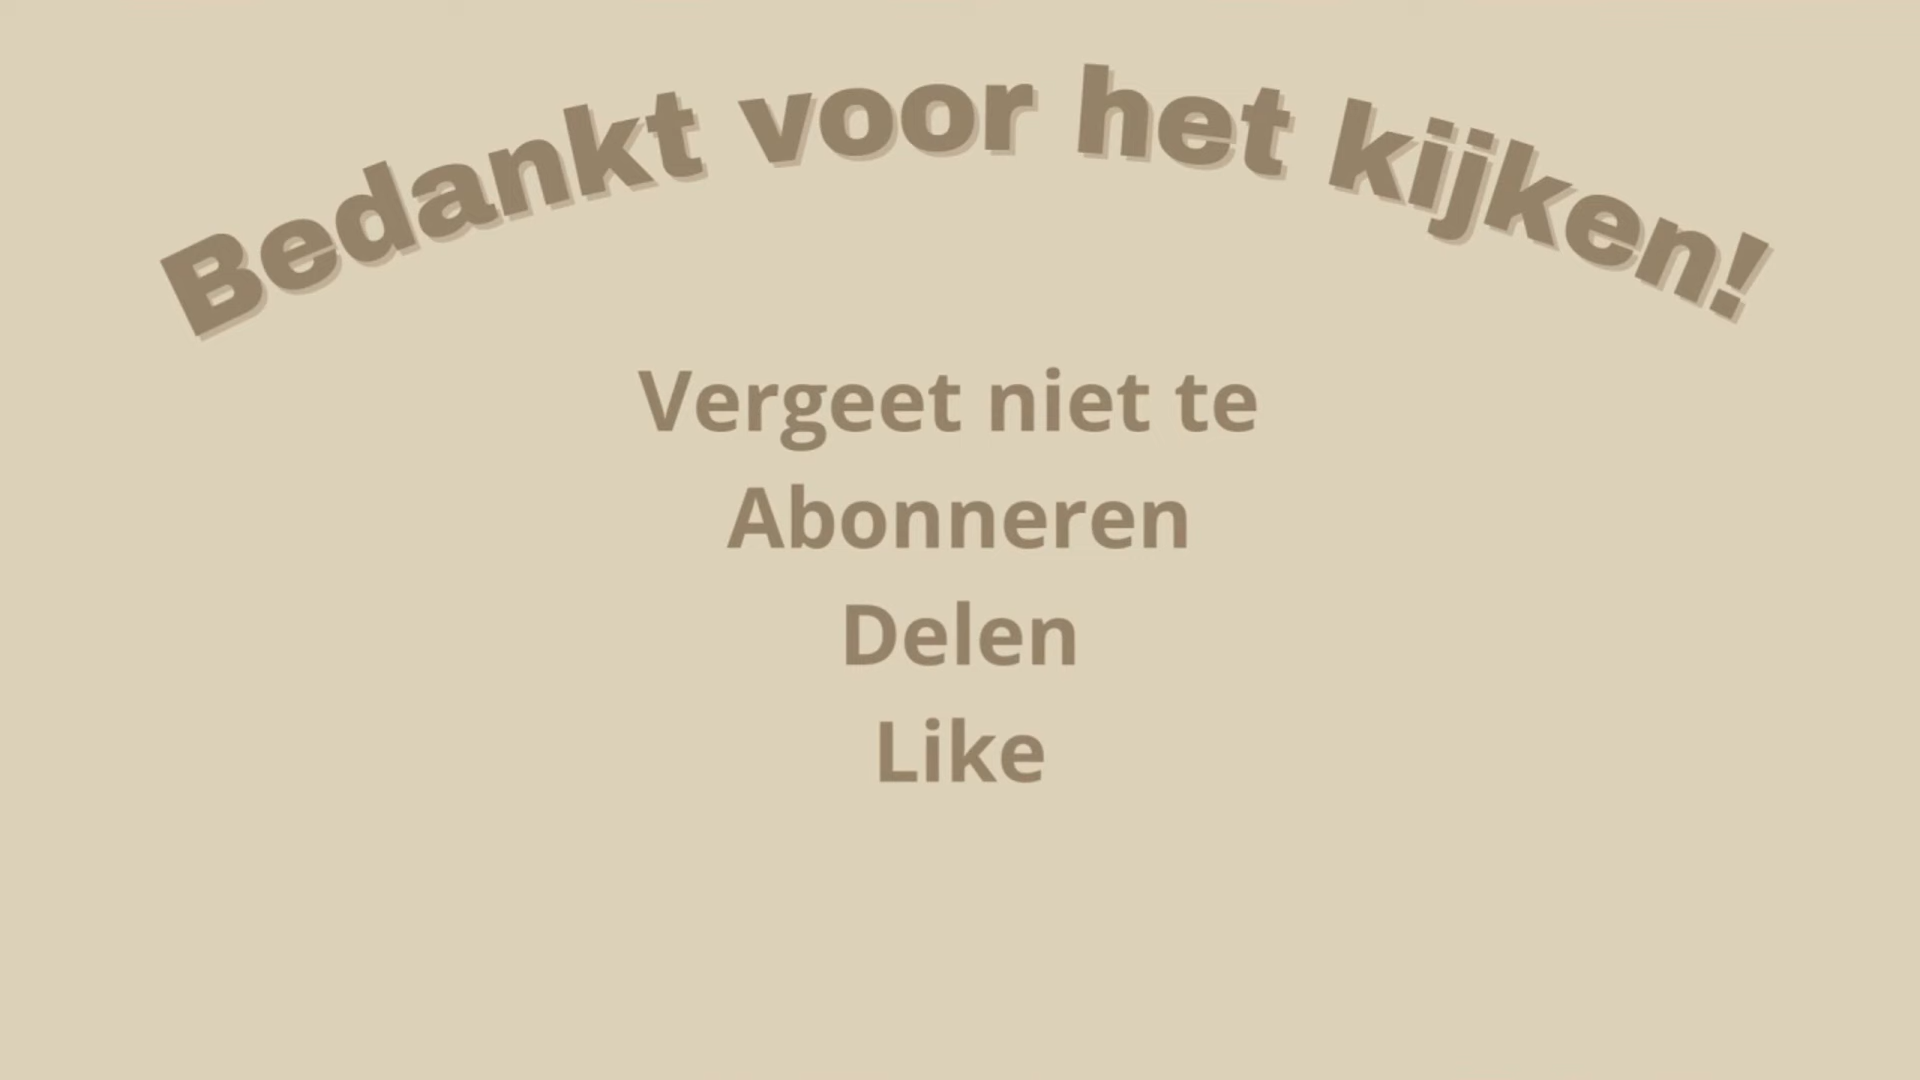 Bedankt voor het kijken!
Vergeet niet te
Abonneren
Delen
Like